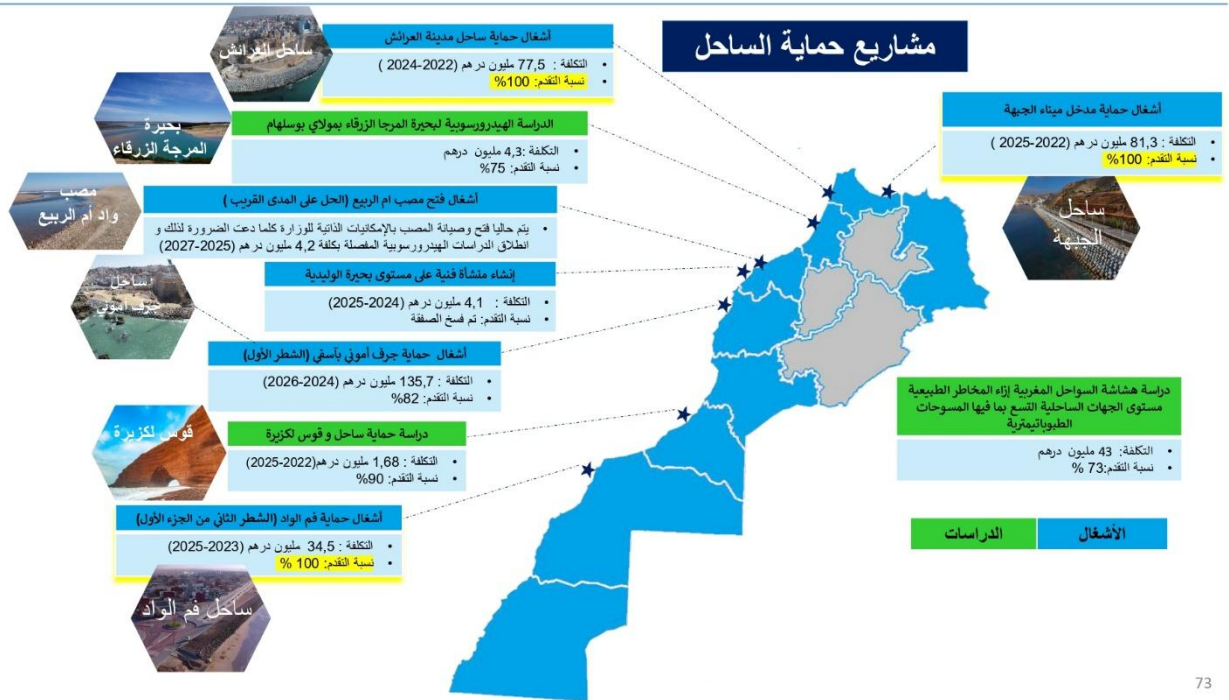 مشاريع حماية الساحل
أشغال حماية ساحل مدينة العرائش
التكلفة : 77,5 مليون درهم (2022-2024 )
نسبة التقدم: 100%
ساحل العرائش
أشغال حماية مدخل ميناء الجبهة
التكلفة : 81,3 مليون درهم (2022-2025 )
نسبة التقدم: 100%
ساحل
الجبهة
الدراسة الهيدرورسوبية لبحيرة المرجا الزرقاء بمولاي بوسلهام
التكلفة :4,3 مليون درهم
نسبة التقدم: 75%
بحيرة
المرجة الزرقاء
أشغال فتح مصب ام الربيع (الحل على المدى القريب )
يتم حاليا فتح وصيانة المصب بالإمكانيات الذاتية للوزارة كلما دعت الضرورة لذلك و
انطلاق الدراسات الهيدرورسوبية المفصلة بكلفة 4,2 مليون درهم (2025-2027)
مصب
واد أم الربيع
إنشاء منشأة فنية على مستوى بحيرة الوليدية
التكلفة : 4,1 مليون درهم (2024-2025)
نسبة التقدم: تم فسخ الصفقة
ساحل
جرف أموني
أشغال حماية جرف أموني بآسفي (الشطر الأول)
التكلفة : 135,7 مليون درهم (2024-2026)
نسبة التقدم: 82%
دراسة حماية ساحل و قوس لكزيرة
التكلفة : 1,68 مليون درهم(2022-2025)
نسبة التقدم: 90%
قوس لكزيرة
أشغال حماية فم الواد (الشطر الثاني من الجزء الأول)
التكلفة : 34,5 مليون درهم (2023-2025)
نسبة التقدم: 100 %
ساحل فم الواد
دراسة هشاشة السواحل المغربية إزاء المخاطر الطبيعية
مستوى الجهات الساحلية التسع بما فيها المسوحات
الطبوباتيمترية
التكلفة: 43 مليون درهم
نسبة التقدم:73 %
الأشغال
الدراسات
73